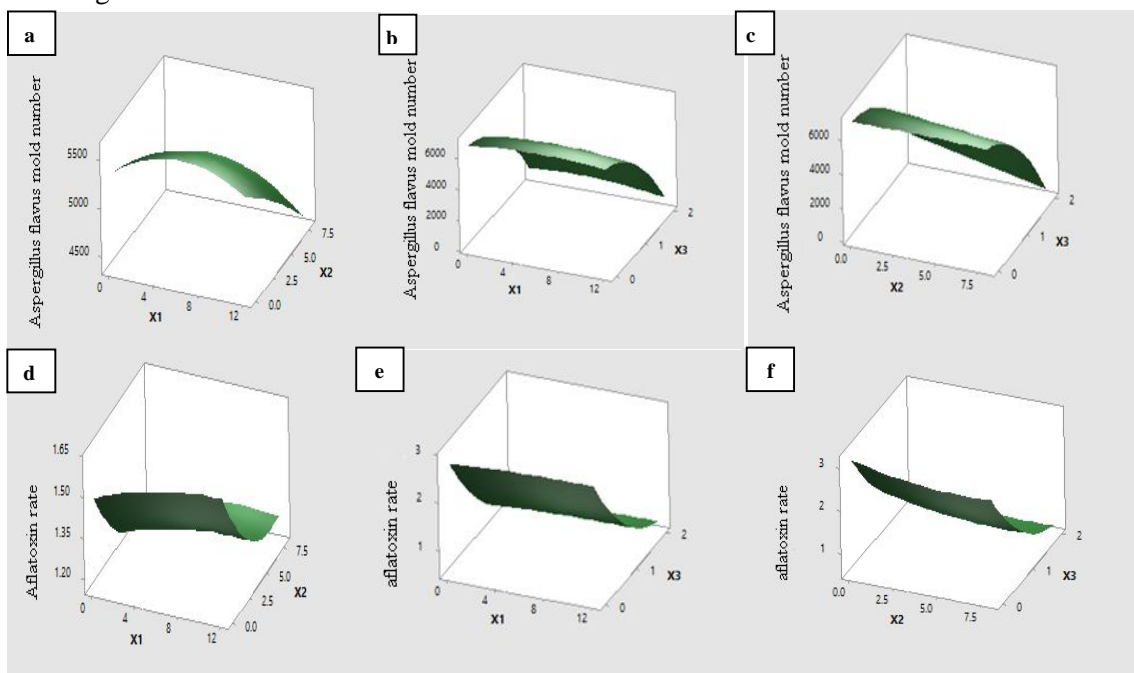 a
Aspergillus flavus mold number
5500
5000
4500
0
4
8
12
X1
0.0
2.5
5.0
7.5
X2
b
Aspergillus flavus mold number
6000
4000
2000
0
0
4
8
12
X1
0
1
2
X3
c
Aspergillus flavus mold number
6000
4000
2000
0
0.0
2.5
5.0
7.5
X2
0
1
2
X3
d
Aflatoxin rate
1.65
1.50
1.35
1.20
0
4
8
12
X1
0.0
2.5
5.0
7.5
X2
e
aflatoxin rate
3
2
1
0
4
8
12
X1
0
1
2
X3
f
aflatoxin rate
3
2
1
0.0
2.5
5.0
7.5
X2
0
1
2
X3